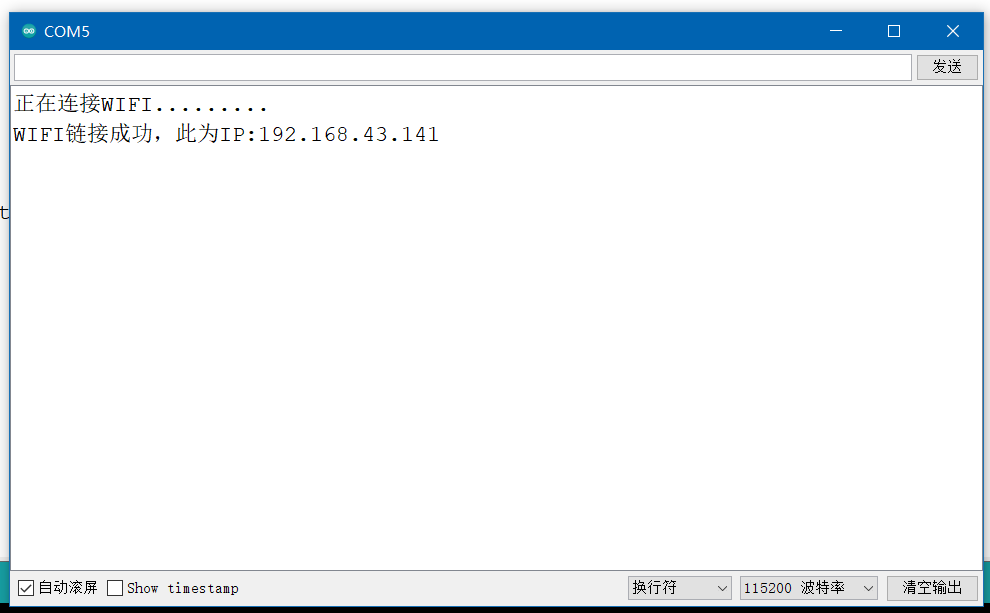 COM5
发送
正在连接WIFI.........
WIFI链接成功，此为IP:192.168.43.141
t
自动滚屏 Show timestamp 换行符 115200 波特率 清空输出